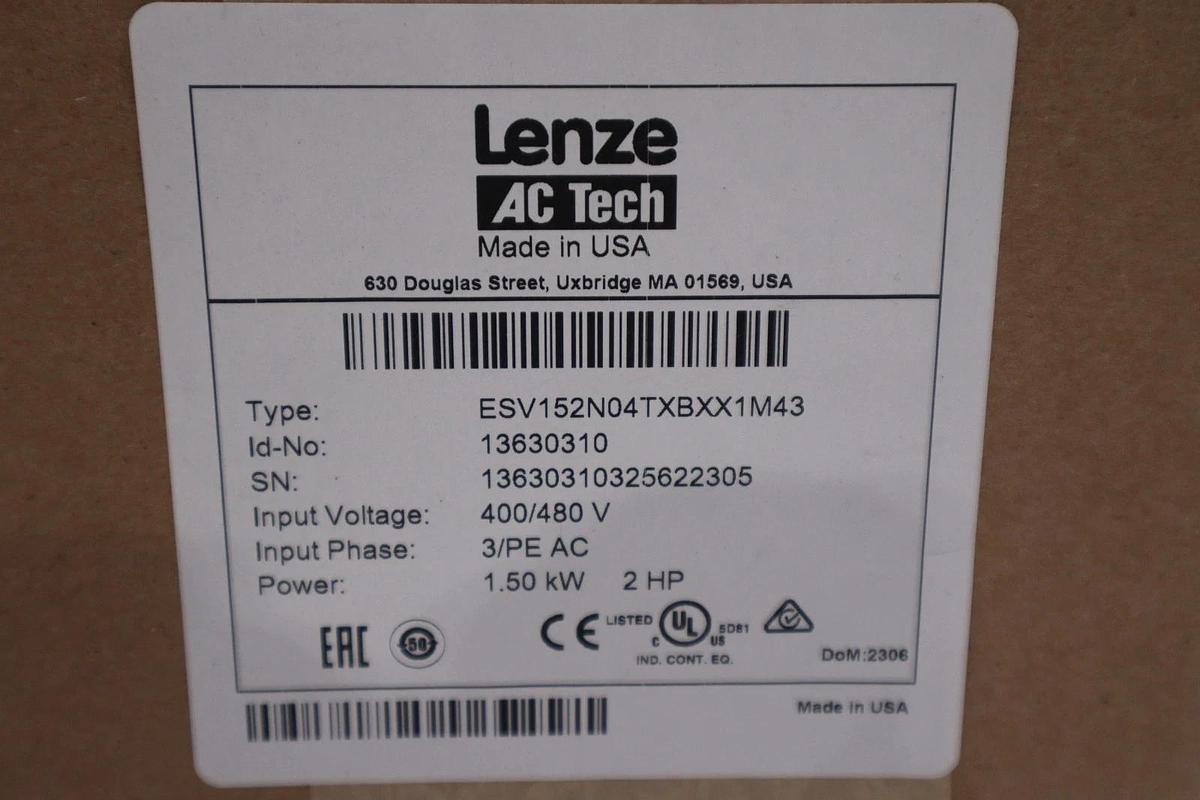 Lenze
AC Tech
Made in USA
630 Douglas Street, Uxbridge MA 01569, USA
Type: ESV152N04TXBXX1M43
Id-No: 13630310
SN: 13630310325622305
Input Voltage: 400/480 V
Input Phase: 3/PE AC
Power: 1.50 kW 2 HP
EAC 50 CE LISTED C UL US 5D81
IND. CONT. EQ.
DoM:2306
Made in USA